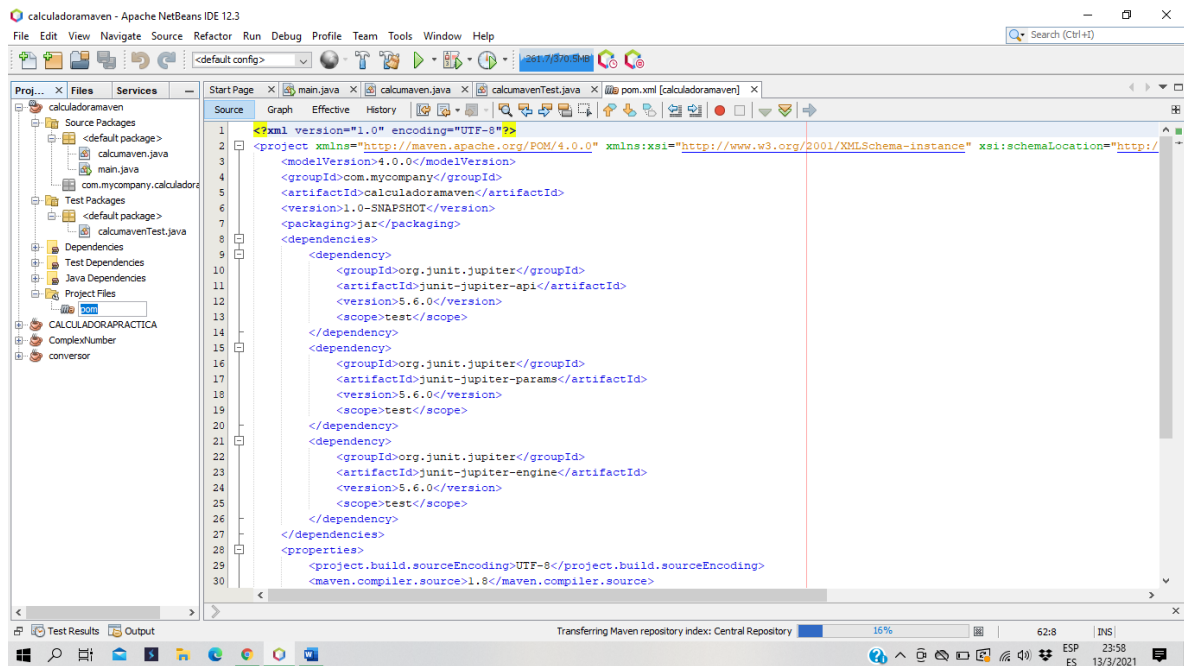 calculadoramaven - Apache NetBeans IDE 12.3
File Edit View Navigate Source Refactor Run Debug Profile Team Tools Window Help
Search (Ctrl+I)
<default config>
261.7/370.5MB
Proj... Files Services
Start Page main.java calcumaven.java calcumavenTest.java pom.xml [calculadoramaven]
Source Graph Effective History
calculadoramaven
Source Packages
<default package>
calcumaven.java
main.java
com.mycompany.calculadora
Test Packages
<default package>
calcumavenTest.java
Dependencies
Test Dependencies
Java Dependencies
Project Files
pom
CALCULADORAPRACTICA
ComplexNumber
conversor
1 <?xml version="1.0" encoding="UTF-8"?>
2 <project xmlns="http://maven.apache.org/POM/4.0.0" xmlns:xsi="http://www.w3.org/2001/XMLSchema-instance" xsi:schemaLocation="http:/
3 <modelVersion>4.0.0</modelVersion>
4 <groupId>com.mycompany</groupId>
5 <artifactId>calculadoramaven</artifactId>
6 <version>1.0-SNAPSHOT</version>
7 <packaging>jar</packaging>
8 <dependencies>
9 <dependency>
10 <groupId>org.junit.jupiter</groupId>
11 <artifactId>junit-jupiter-api</artifactId>
12 <version>5.6.0</version>
13 <scope>test</scope>
14 </dependency>
15 <dependency>
16 <groupId>org.junit.jupiter</groupId>
17 <artifactId>junit-jupiter-params</artifactId>
18 <version>5.6.0</version>
19 <scope>test</scope>
20 </dependency>
21 <dependency>
22 <groupId>org.junit.jupiter</groupId>
23 <artifactId>junit-jupiter-engine</artifactId>
24 <version>5.6.0</version>
25 <scope>test</scope>
26 </dependency>
27 </dependencies>
28 <properties>
29 <project.build.sourceEncoding>UTF-8</project.build.sourceEncoding>
30 <maven.compiler.source>1.8</maven.compiler.source>
Test Results Output
Transferring Maven repository index: Central Repository 16%
62:8 INS
ESP
ES
23:58
13/3/2021